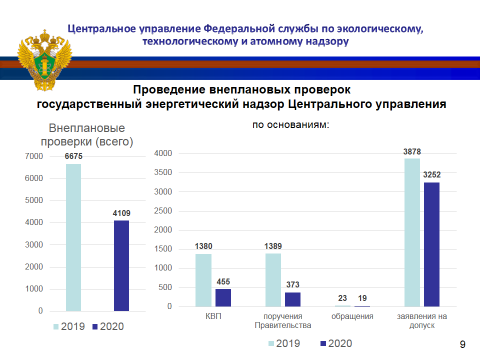 Центральное управление Федеральной службы по экологическому,
технологическому и атомному надзору
Проведение внеплановых проверок
государственный энергетический надзор Центрального управления
Внеплановые
проверки (всего)
7000
6000
5000
4000
3000
2000
1000
0
6675
4109
2019 2020
по основаниям:
4000
3500
3000
2500
2000
1500
1000
500
0
1380
455
1389
373
23 19
3878
3252
КВП
поручения
Правительства
обращения
заявления на
допуск
2019 2020
9